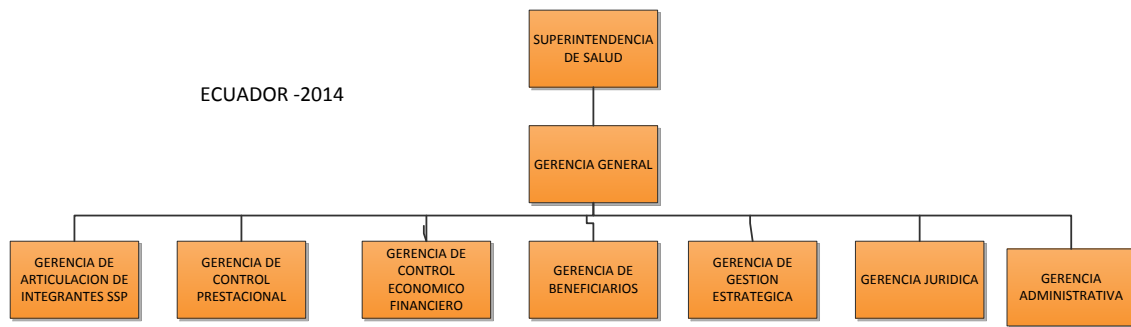 SUPERINTENDENCIA
DE SALUD
ECUADOR -2014
GERENCIA GENERAL
GERENCIA DE
ARTICULACION DE
INTEGRANTES SSP
GERENCIA DE
CONTROL
PRESTACIONAL
GERENCIA DE
CONTROL
ECONOMICO
FINANCIERO
GERENCIA DE
BENEFICIARIOS
GERENCIA DE
GESTION
ESTRATEGICA
GERENCIA JURIDICA
GERENCIA
ADMINISTRATIVA